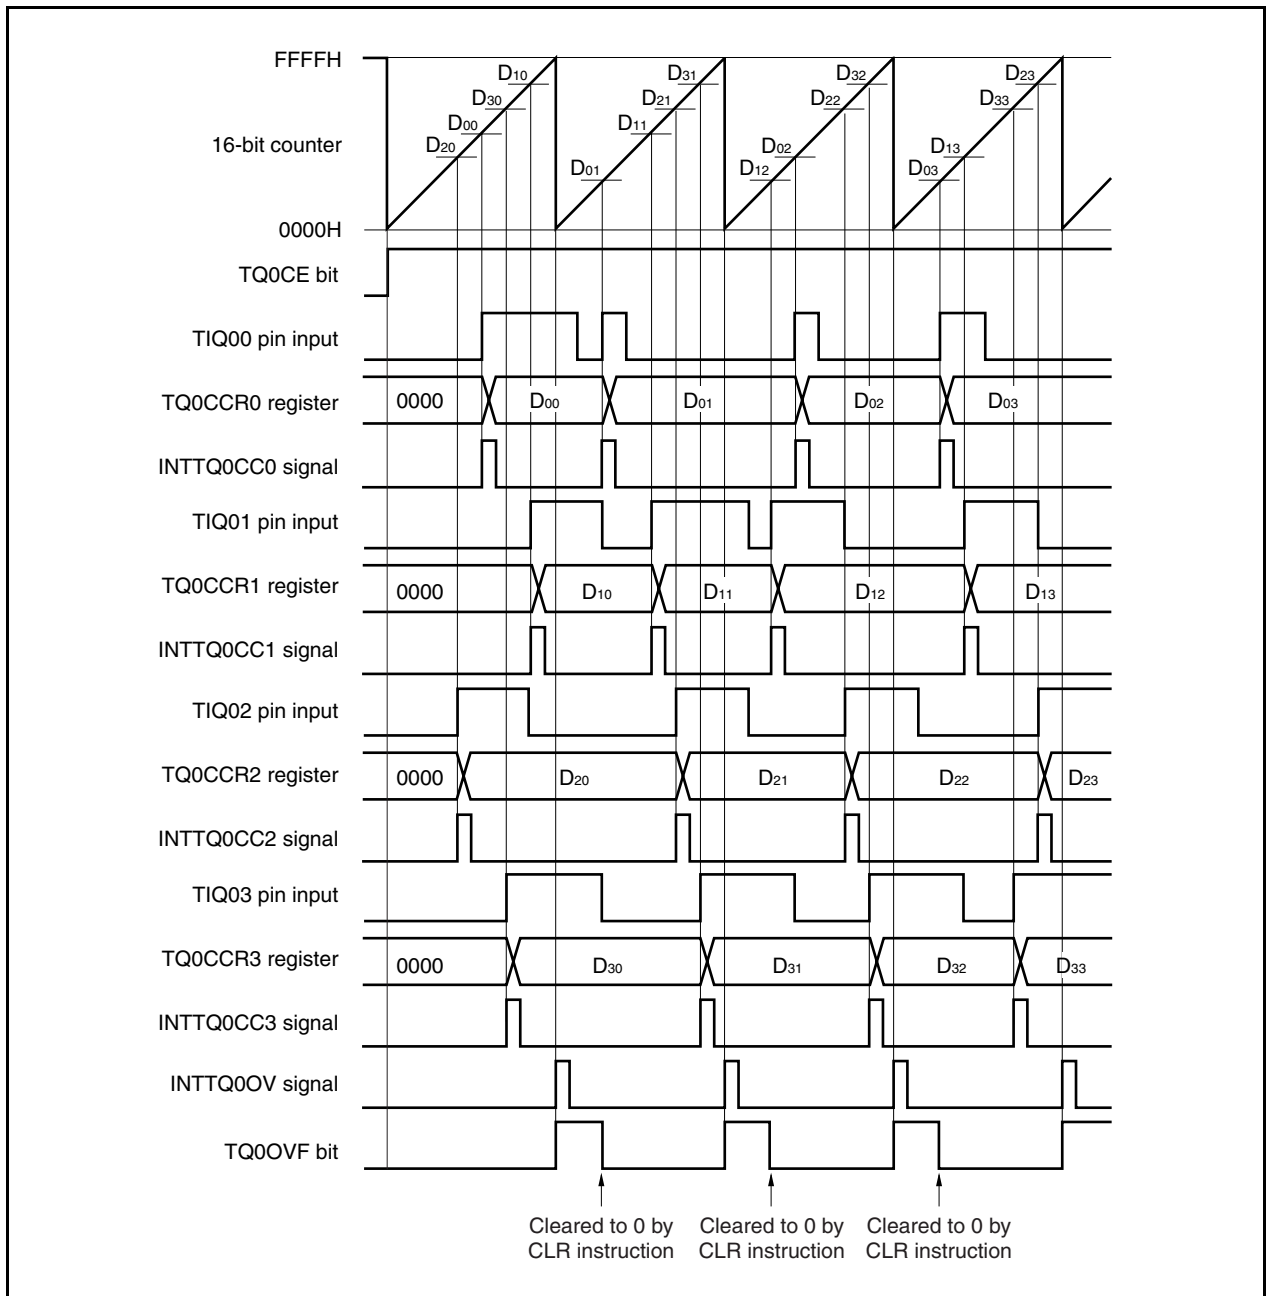 FFFFH
D10 D31 D32 D23
D30 D21 D22 D33
D00 D11
16-bit counter
D20 D02 D13
D01 D12 D03
0000H
TQ0CE bit
TIQ00 pin input
TQ0CCR0 register 0000 D00 D01 D02 D03
INTTQ0CC0 signal
TIQ01 pin input
TQ0CCR1 register 0000 D10 D11 D12 D13
INTTQ0CC1 signal
TIQ02 pin input
TQ0CCR2 register 0000 D20 D21 D22 D23
INTTQ0CC2 signal
TIQ03 pin input
TQ0CCR3 register 0000 D30 D31 D32 D33
INTTQ0CC3 signal
INTTQ0OV signal
TQ0OVF bit
Cleared to 0 by Cleared to 0 by Cleared to 0 by
CLR instruction CLR instruction CLR instruction